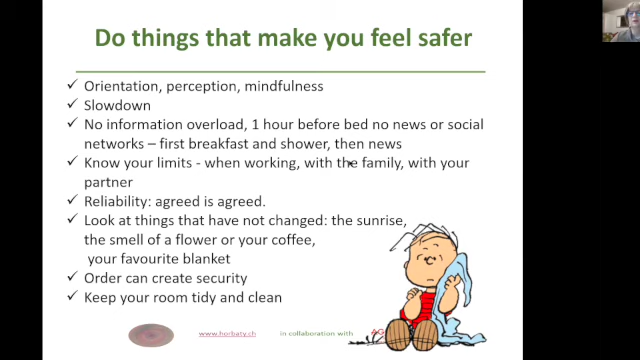 Do things that make you feel safer
✓ Orientation, perception, mindfulness
✓ Slowdown
✓ No information overload, 1 hour before bed no news or social
networks – first breakfast and shower, then news
✓ Know your limits - when working, with the family, with your
partner
✓ Reliability: agreed is agreed.
✓ Look at things that have not changed: the sunrise,
the smell of a flower or your coffee,
your favourite blanket
✓ Order can create security
✓ Keep your room tidy and clean
www.horbaty.ch in collaboration with